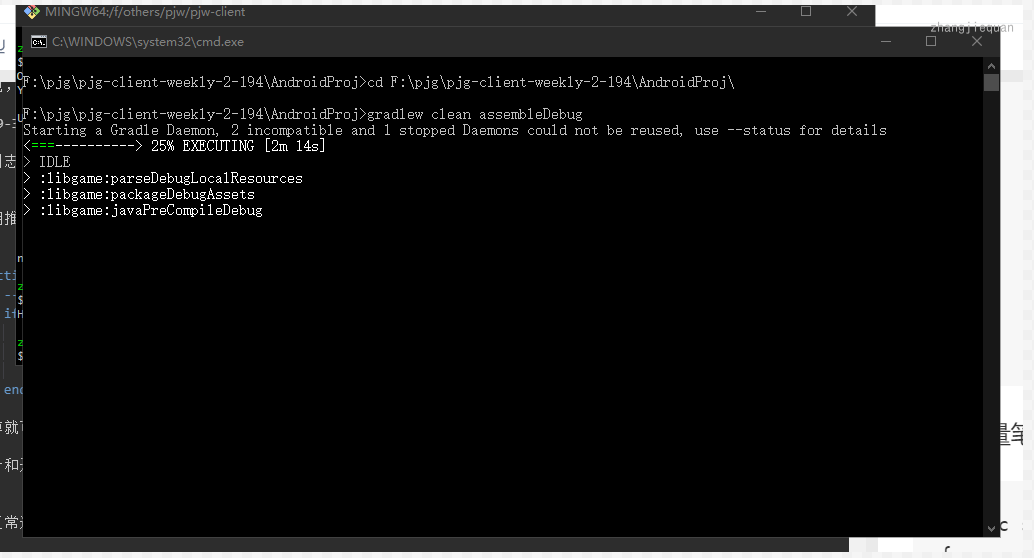 MINGW64:/f/others/pjw/pjw-client
zhangjiequan
C:\WINDOWS\system32\cmd.exe
F:\pjg\pjg-client-weekly-2-194\AndroidProj>cd F:\pjg\pjg-client-weekly-2-194\AndroidProj\
F:\pjg\pjg-client-weekly-2-194\AndroidProj>gradlew clean assembleDebug
Starting a Gradle Daemon, 2 incompatible and 1 stopped Daemons could not be reused, use --status for details
<===----------> 25% EXECUTING [2m 14s]
> IDLE
> :libgame:parseDebugLocalResources
> :libgame:packageDebugAssets
> :libgame:javaPreCompileDebug